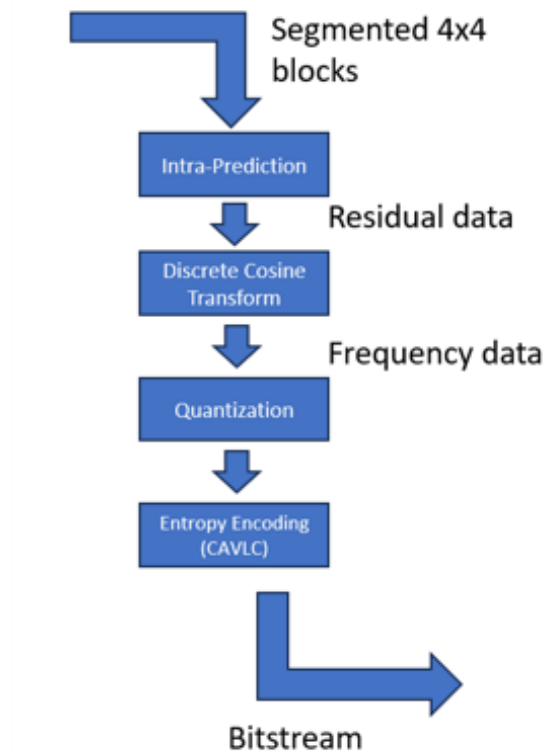 Segmented 4x4
blocks
Intra-Prediction
Residual data
Discrete Cosine
Transform
Frequency data
Quantization
Entropy Encoding
(CAVLC)
Bitstream